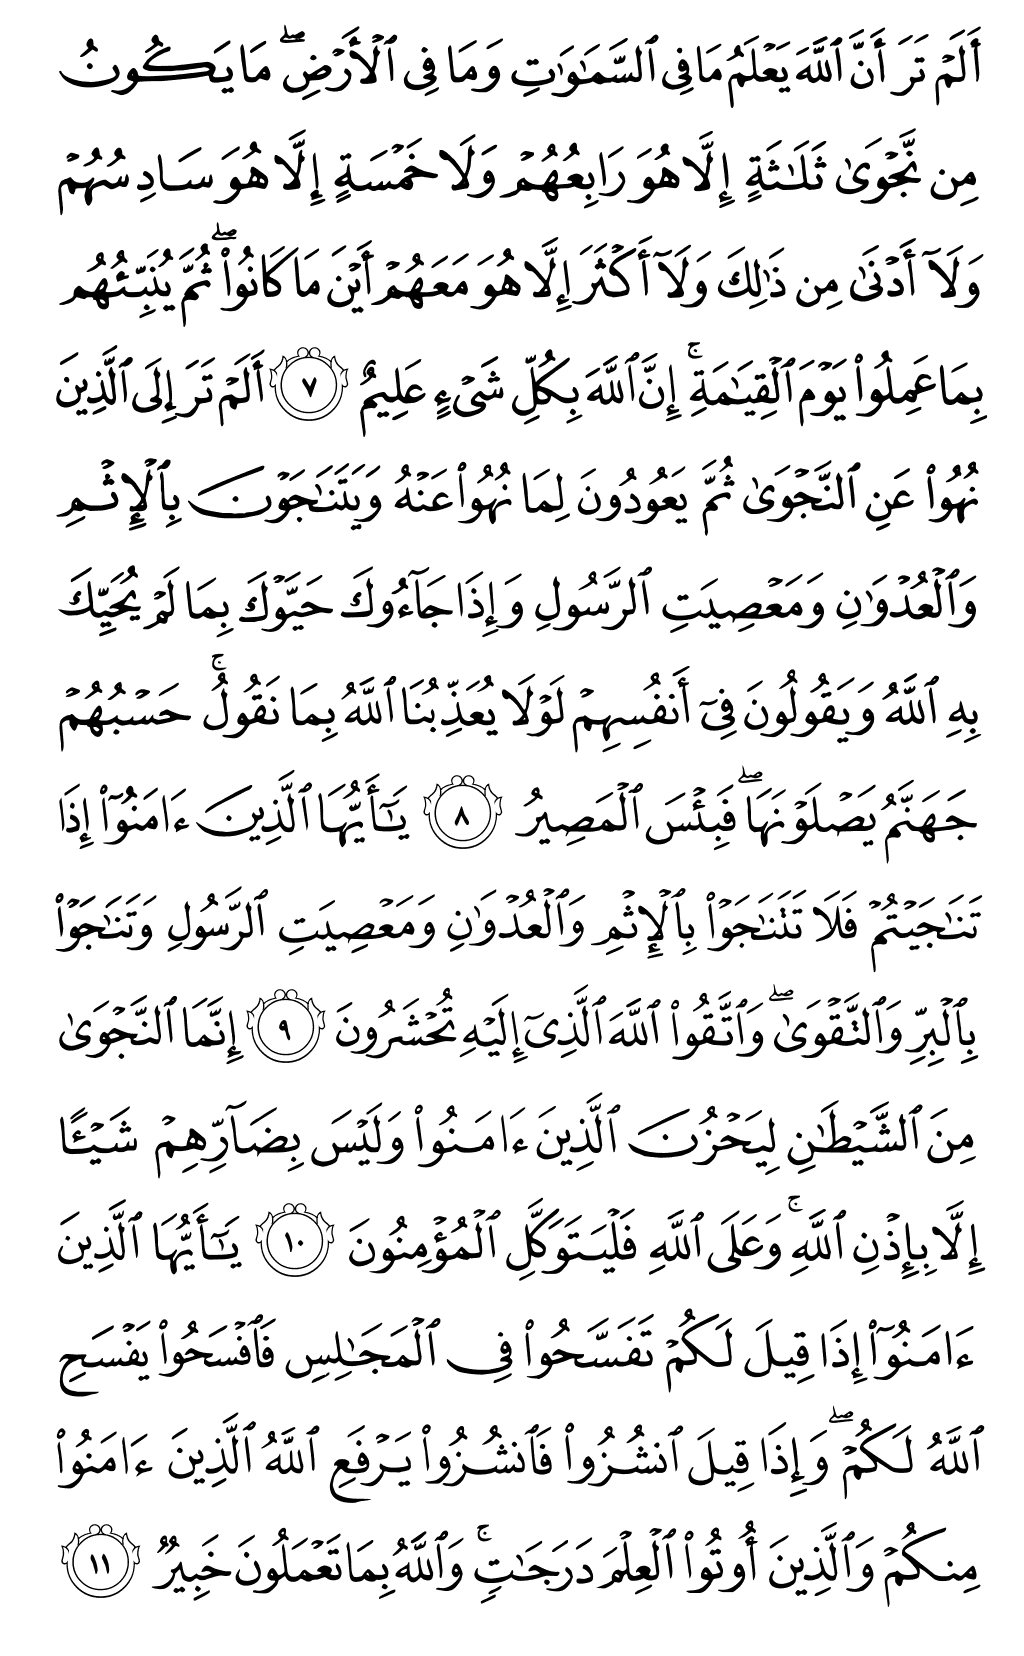 أَلَمْ تَرَ أَنَّ ٱللَّهَ يَعْلَمُ مَا فِى ٱلسَّمَـٰوَٰتِ وَمَا فِى ٱلْأَرْضِ ۖ مَا يَكُونُ
مِن نَّجْوَىٰ ثَلَـٰثَةٍ إِلَّا هُوَ رَابِعُهُمْ وَلَا خَمْسَةٍ إِلَّا هُوَ سَادِسُهُمْ
وَلَآ أَدْنَىٰ مِن ذَٰلِكَ وَلَآ أَكْثَرَ إِلَّا هُوَ مَعَهُمْ أَيْنَ مَا كَانُوا۟ ۖ ثُمَّ يُنَبِّئُهُم
بِمَا عَمِلُوا۟ يَوْمَ ٱلْقِيَـٰمَةِ ۚ إِنَّ ٱللَّهَ بِكُلِّ شَىْءٍ عَلِيمٌ ٧ أَلَمْ تَرَ إِلَى ٱلَّذِينَ
نُهُوا۟ عَنِ ٱلنَّجْوَىٰ ثُمَّ يَعُودُونَ لِمَا نُهُوا۟ عَنْهُ وَيَتَنَـٰجَوْنَ بِٱلْإِثْمِ
وَٱلْعُدْوَٰنِ وَمَعْصِيَتِ ٱلرَّسُولِ وَإِذَا جَآءُوكَ حَيَّوْكَ بِمَا لَمْ يُحَيِّكَ
بِهِ ٱللَّهُ وَيَقُولُونَ فِىٓ أَنفُسِهِمْ لَوْلَا يُعَذِّبُنَا ٱللَّهُ بِمَا نَقُولُ ۚ حَسْبُهُمْ
جَهَنَّمُ يَصْلَوْنَهَا ۖ فَبِئْسَ ٱلْمَصِيرُ ٨ يَـٰٓأَيُّهَا ٱلَّذِينَ ءَامَنُوٓا۟ إِذَا
تَنَـٰجَيْتُمْ فَلَا تَتَنَـٰجَوْا۟ بِٱلْإِثْمِ وَٱلْعُدْوَٰنِ وَمَعْصِيَتِ ٱلرَّسُولِ وَتَنَـٰجَوْا۟
بِٱلْبِرِّ وَٱلتَّقْوَىٰ ۖ وَٱتَّقُوا۟ ٱللَّهَ ٱلَّذِىٓ إِلَيْهِ تُحْشَرُونَ ٩ إِنَّمَا ٱلنَّجْوَىٰ
مِنَ ٱلشَّيْطَـٰنِ لِيَحْزُنَ ٱلَّذِينَ ءَامَنُوا۟ وَلَيْسَ بِضَآرِّهِمْ شَيْـًٔا
إِلَّا بِإِذْنِ ٱللَّهِ ۚ وَعَلَى ٱللَّهِ فَلْيَتَوَكَّلِ ٱلْمُؤْمِنُونَ ١٠ يَـٰٓأَيُّهَا ٱلَّذِينَ
ءَامَنُوٓا۟ إِذَا قِيلَ لَكُمْ تَفَسَّحُوا۟ فِى ٱلْمَجَـٰلِسِ فَٱفْسَحُوا۟ يَفْسَحِ
ٱللَّهُ لَكُمْ ۖ وَإِذَا قِيلَ ٱنشُزُوا۟ فَٱنشُزُوا۟ يَرْفَعِ ٱللَّهُ ٱلَّذِينَ ءَامَنُوا۟
مِنكُمْ وَٱلَّذِينَ أُوتُوا۟ ٱلْعِلْمَ دَرَجَـٰتٍ ۚ وَٱللَّهُ بِمَا تَعْمَلُونَ خَبِيرٌ ١١